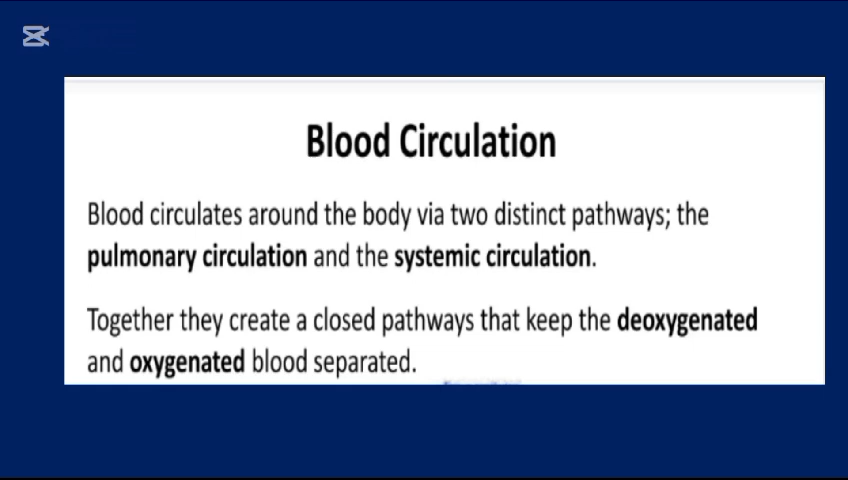 Blood Circulation
Blood circulates around the body via two distinct pathways; the
pulmonary circulation and the systemic circulation.
Together they create a closed pathways that keep the deoxygenated
and oxygenated blood separated.